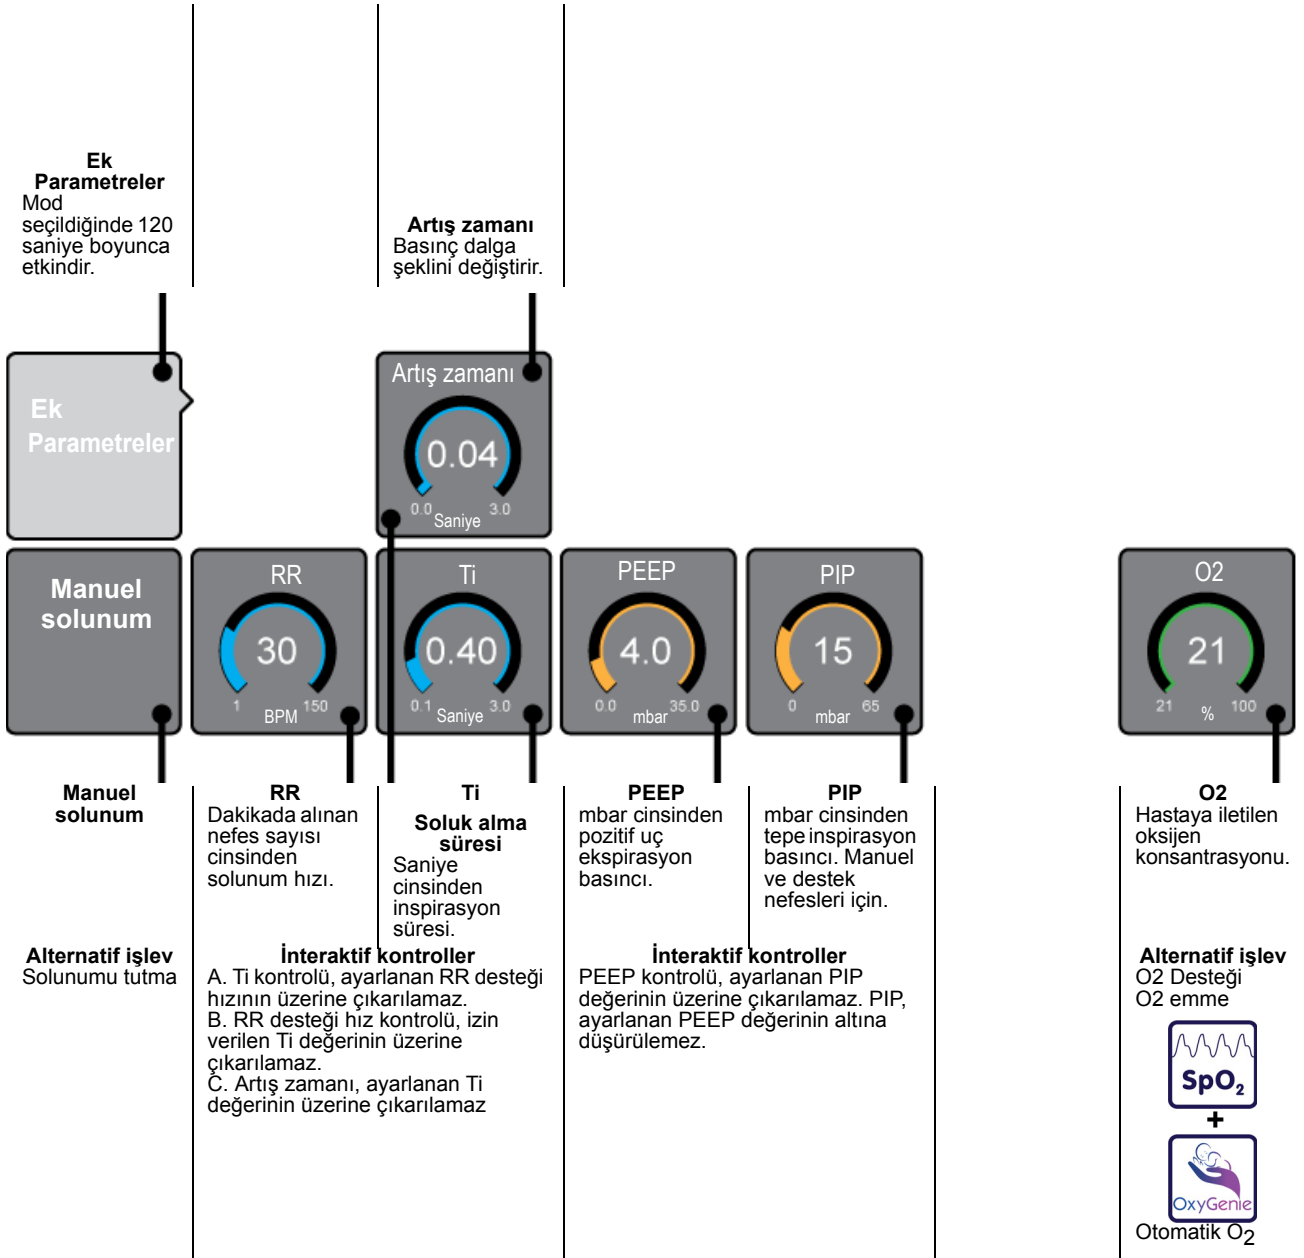 Ek
Parametreler
Mod
seçildiğinde 120
saniye boyunca
etkindir.
Artış zamanı
Basınç dalga
şeklini değiştirir.
Ek
Parametreler
Artış zamanı
0.04
0.0
3.0
Saniye
Manuel
solunum
RR
30
1
150
BPM
Ti
0.40
0.1
3.0
Saniye
PEEP
4.0
0.0
35.0
mbar
PIP
15
0
65
mbar
O2
21
21
100
%
Manuel
solunum
RR
Dakikada alınan
nefes sayısı
cinsinden
solunum hızı.
Ti
Soluk alma
süresi
Saniye
cinsinden
inspirasyon
süresi.
PEEP
mbar cinsinden
pozitif uç
ekspirasyon
basıncı.
PIP
mbar cinsinden
tepe inspirasyon
basıncı. Manuel
ve destek
nefesleri için.
O2
Hastaya iletilen
oksijen
konsantrasyonu.
Alternatif işlev
Solunumu tutma
İnteraktif kontroller
A. Ti kontrolü, ayarlanan RR desteği
hızının üzerine çıkarılamaz.
B. RR desteği hız kontrolü, izin
verilen Ti değerinin üzerine
çıkarılamaz.
C. Artış zamanı, ayarlanan Ti
değerinin üzerine çıkarılamaz
İnteraktif kontroller
PEEP kontrolü, ayarlanan PIP
değerinin üzerine çıkarılamaz. PIP,
ayarlanan PEEP değerinin altına
düşürülemez.
Alternatif işlev
O2 Desteği
O2 emme
SpO₂
+
OxyGenie
Otomatik O₂